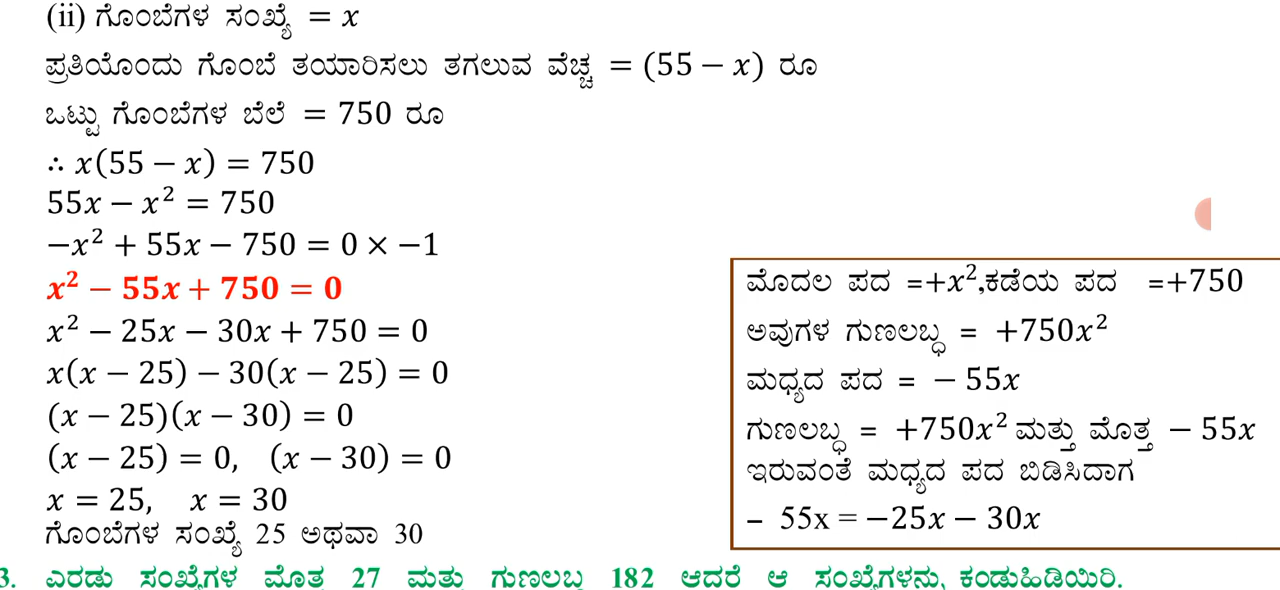 (ii) ಗೊಂಬೆಗಳ ಸಂಖ್ಯೆ = x
ಪ್ರತಿಯೊಂದು ಗೊಂಬೆ ತಯಾರಿಸಲು ತಗಲುವ ವೆಚ್ಚ = (55 − x) ರೂ
ಒಟ್ಟು ಗೊಂಬೆಗಳ ಬೆಲೆ = 750 ರೂ
∴ x(55 − x) = 750
55x − x² = 750
−x² + 55x − 750 = 0 × −1
x² − 55x + 750 = 0
x² − 25x − 30x + 750 = 0
x(x − 25) − 30(x − 25) = 0
(x − 25)(x − 30) = 0
(x − 25) = 0, (x − 30) = 0
x = 25, x = 30
ಗೊಂಬೆಗಳ ಸಂಖ್ಯೆ 25 ಅಥವಾ 30
ಮೊದಲ ಪದ =+x²,ಕಡೆಯ ಪದ =+750
ಅವುಗಳ ಗುಣಲಬ್ಧ = +750x²
ಮಧ್ಯದ ಪದ = − 55x
ಗುಣಲಬ್ಧ = +750x² ಮತ್ತು ಮೊತ್ತ − 55x
ಇರುವಂತೆ ಮಧ್ಯದ ಪದ ಬಿಡಿಸಿದಾಗ
− 55x = −25x − 30x
3. ಎರಡು ಸಂಖ್ಯೆಗಳ ಮೊತ್ತ 27 ಮತ್ತು ಗುಣಲಬ್ಧ 182 ಆದರೆ ಆ ಸಂಖ್ಯೆಗಳನ್ನು ಕಂಡುಹಿಡಿಯಿರಿ.